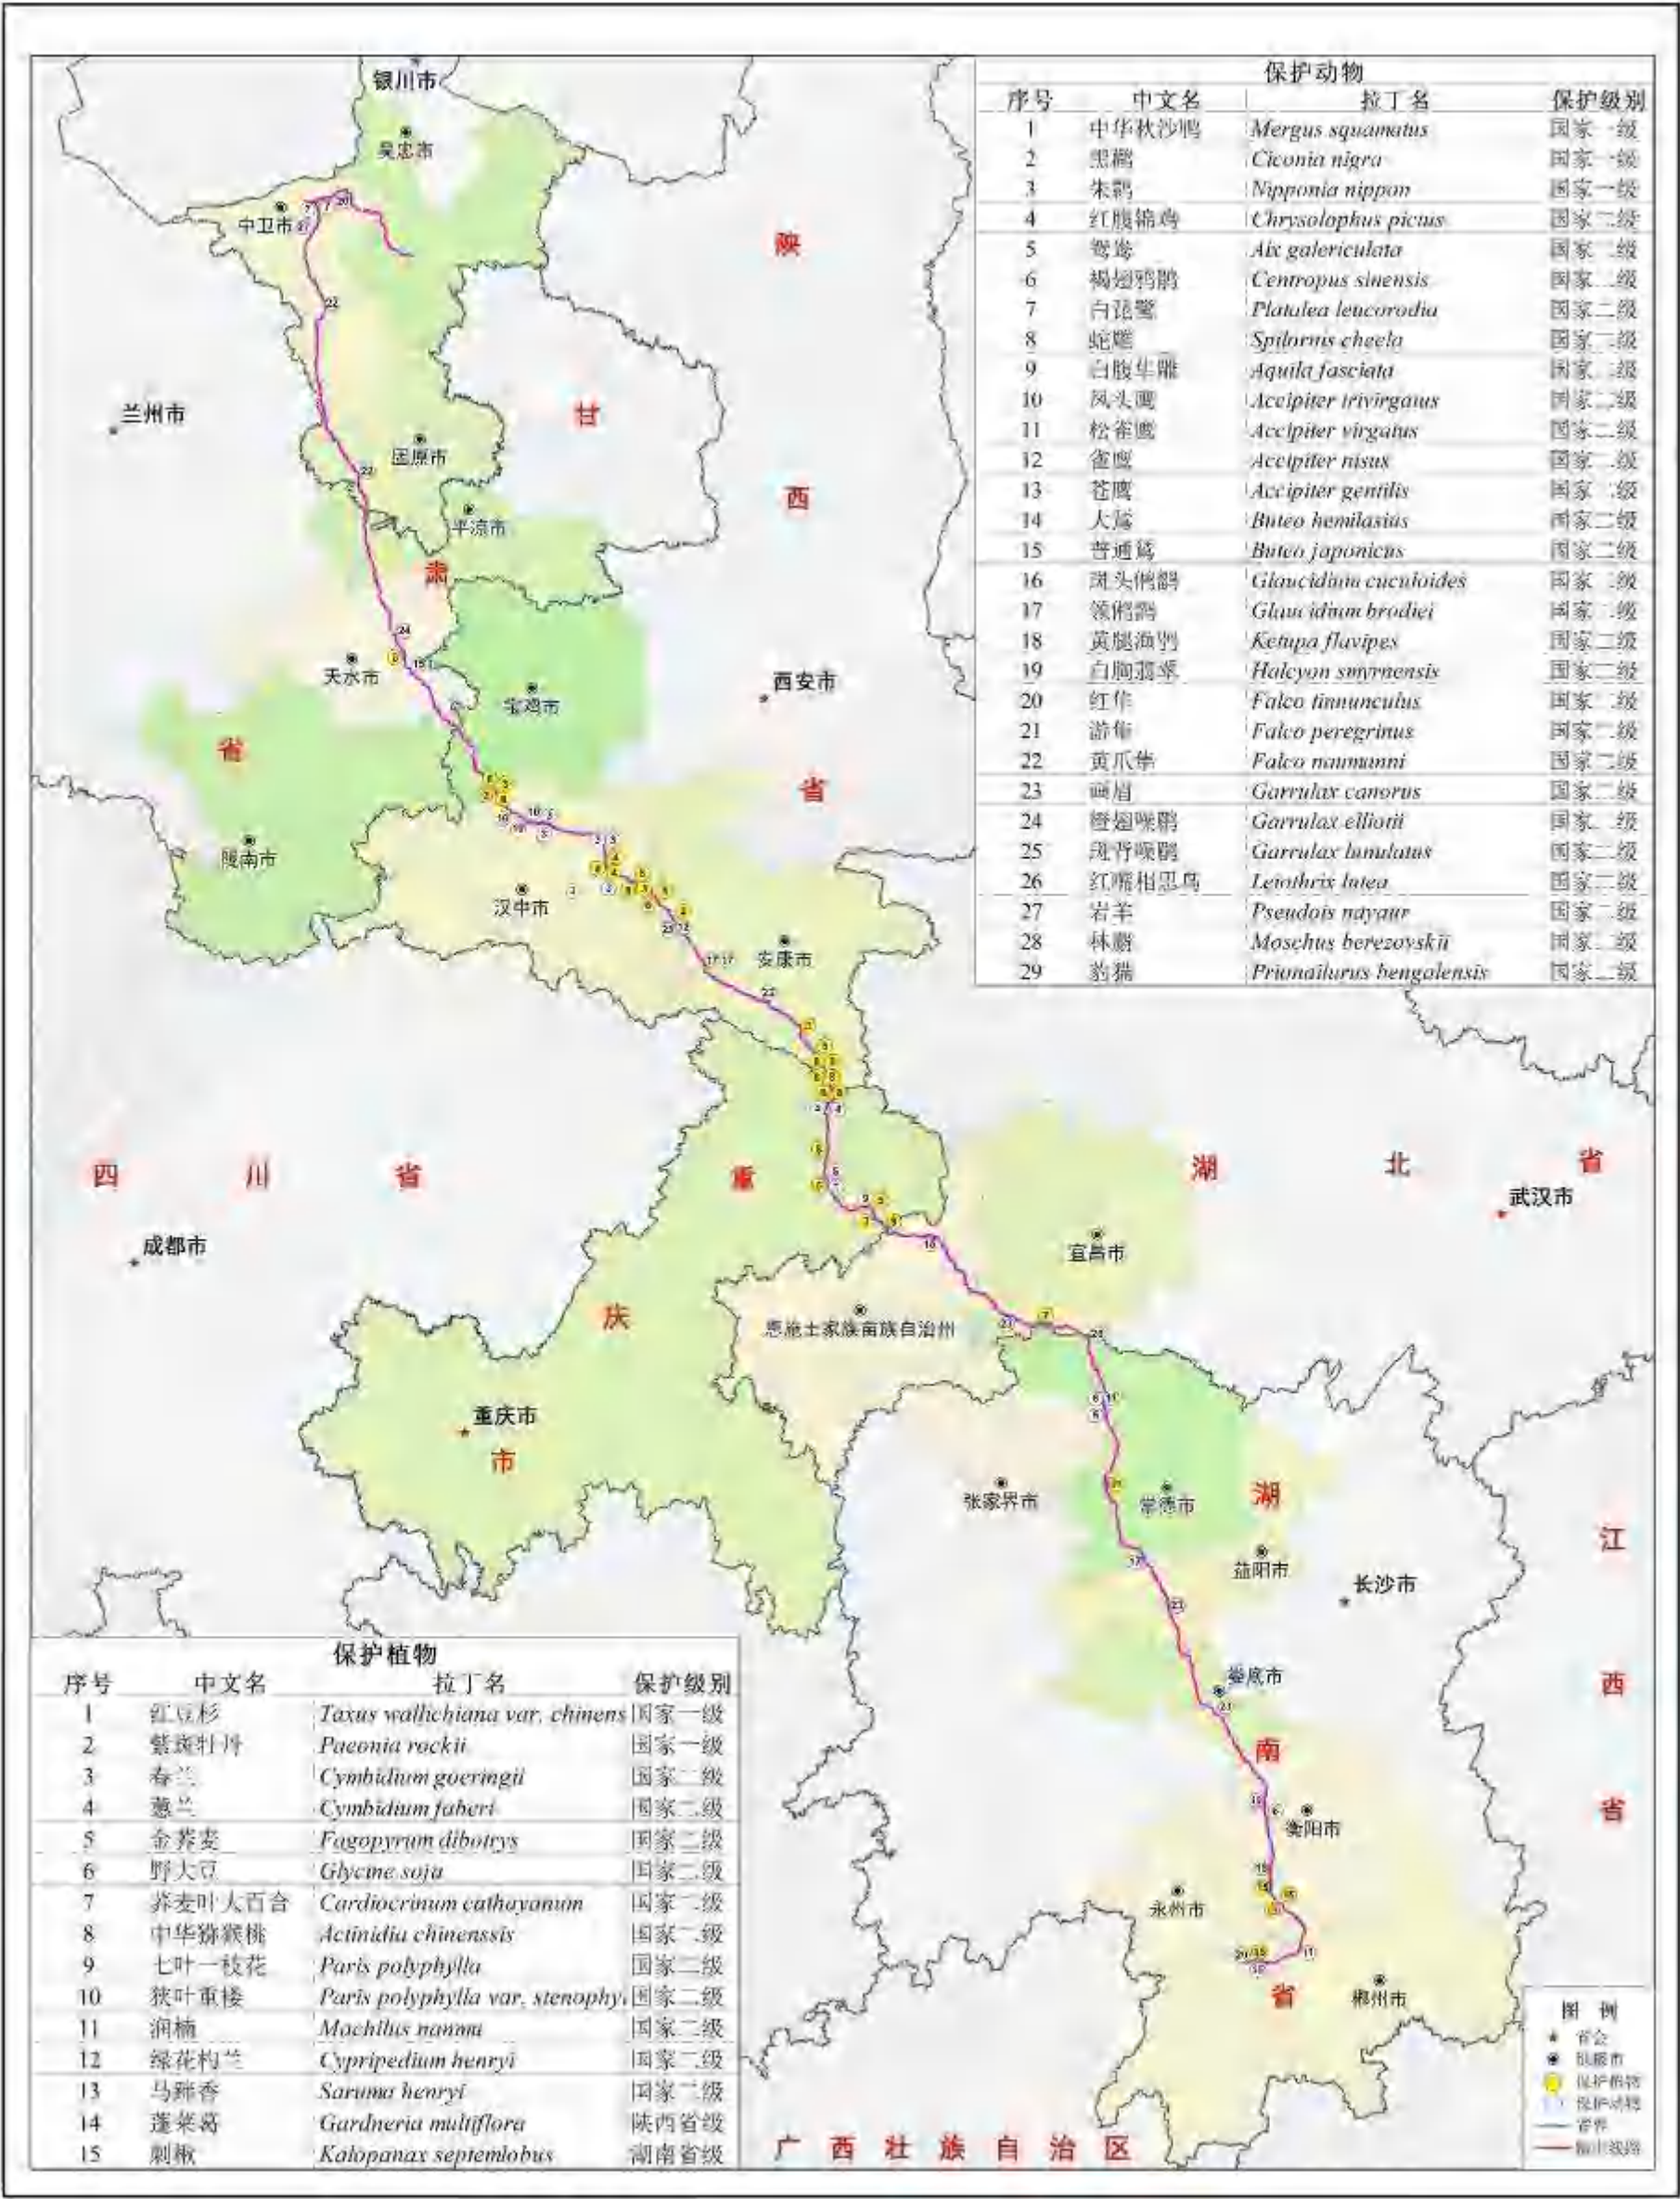 保护动物
序号 中文名 拉丁名 保护级别
1 中华秋沙鸭 Mergus squamatus 国家一级
2 黑鹳 Ciconia nigra 国家一级
3 朱鹮 Nipponia nippon 国家一级
4 红腹锦鸡 Chrysolophus pictus 国家二级
5 鸳鸯 Aix galericulata 国家二级
6 褐翅鸦鹃 Centropus sinensis 国家二级
7 白琵鹭 Platalea leucorodia 国家二级
8 蛇雕 Spilornis cheela 国家二级
9 白腹隼雕 Aquila fasciata 国家二级
10 凤头鹰 Accipiter trivirgatus 国家二级
11 松雀鹰 Accipiter virgatus 国家二级
12 雀鹰 Accipiter nisus 国家二级
13 苍鹰 Accipiter gentilis 国家二级
14 大鵟 Buteo hemilasius 国家二级
15 普通鵟 Buteo japonicus 国家二级
16 斑头鸺鹠 Glaucidium cuculoides 国家二级
17 领鸺鹠 Glaucidium brodiei 国家二级
18 黄腿渔鸮 Ketupa flavipes 国家二级
19 白胸翡翠 Halcyon smyrnensis 国家二级
20 红隼 Falco tinnunculus 国家二级
21 游隼 Falco peregrinus 国家二级
22 黄爪隼 Falco naumanni 国家二级
23 画眉 Garrulax canorus 国家二级
24 橙翅噪鹛 Garrulax elliotii 国家二级
25 斑背噪鹛 Garrulax lunulatus 国家二级
26 红嘴相思鸟 Leiothrix lutea 国家二级
27 岩羊 Pseudois nayaur 国家二级
28 林麝 Moschus berezovskii 国家二级
29 豹猫 Prionailurus bengalensis 国家二级
银川市
吴忠市
中卫市
陕
兰州市
甘
固原市
西
平凉市
肃
天水市
西安市
宝鸡市
省
省
陇南市
汉中市
安康市
四 川 省
重
湖 北 省
武汉市
成都市
宜昌市
庆
恩施土家族苗族自治州
重庆市
市
张家界市
常德市
湖
江
益阳市
长沙市
娄底市
西
南
省
衡阳市
永州市
省
郴州市
广 西 壮 族 自 治 区
保护植物
序号 中文名 拉丁名 保护级别
1 红豆杉 Taxus wallichiana var. chinens 国家一级
2 紫斑牡丹 Paeonia rockii 国家一级
3 春兰 Cymbidium goeringii 国家二级
4 蕙兰 Cymbidium faberi 国家二级
5 金荞麦 Fagopyrum dibotrys 国家二级
6 野大豆 Glycine soja 国家二级
7 荞麦叶大百合 Cardiocrinum cathayanum 国家二级
8 中华猕猴桃 Actinidia chinenssis 国家二级
9 七叶一枝花 Paris polyphylla 国家二级
10 狭叶重楼 Paris polyphylla var. stenophy 国家二级
11 润楠 Machilus nanmu 国家二级
12 绿花杓兰 Cypripedium henryi 国家二级
13 马蹄香 Saruma henryi 国家二级
14 蓬莱葛 Gardneria multiflora 陕西省级
15 刺楸 Kalopanax septemlobus 湖南省级
图 例
省会
地级市
保护植物
保护动物
省界
输电线路